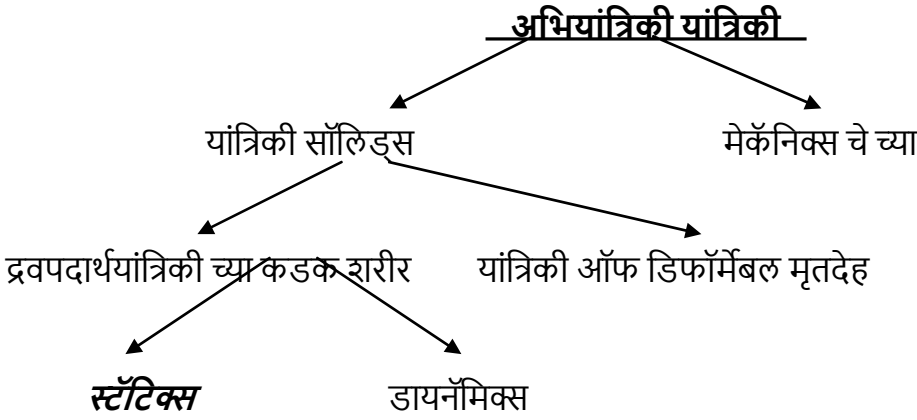 अभियांत्रिकी यांत्रिकी
यांत्रिकी सॉलिड्स मेकॅनिक्स चे च्या
द्रवपदार्थयांत्रिकी च्या कडक शरीर यांत्रिकी ऑफ डिफॉर्मेबल मृतदेह
स्टॅटिक्स डायनॅमिक्स